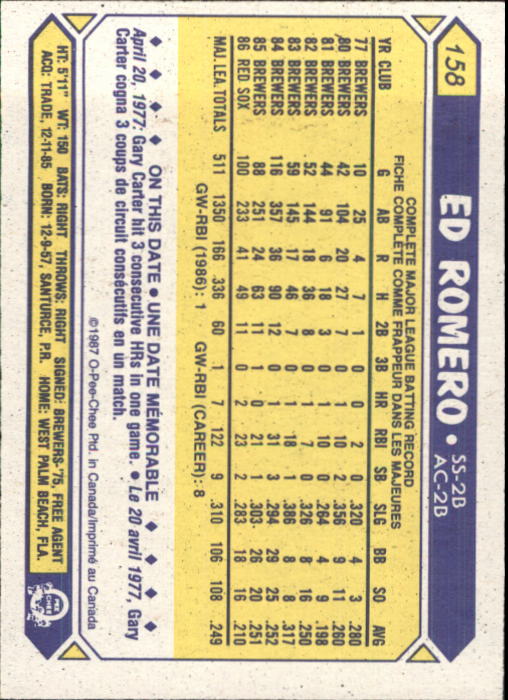 158
ED ROMERO • SS-2B
AC-2B
COMPLETE MAJOR LEAGUE BATTING RECORD
FICHE COMPLÈTE COMME FRAPPEUR DANS LES MAJEURES
YR CLUB G AB R H 2B 3B HR RBI SB SLG BB SO AVG
77 BREWERS 10 25 4 7 1 0 0 2 0 .320 4 3 .280
80 BREWERS 42 104 20 27 7 0 1 10 2 .356 9 11 .260
81 BREWERS 44 91 6 18 3 0 1 10 0 .264 4 9 .198
82 BREWERS 52 144 18 36 8 0 1 7 0 .326 8 16 .250
83 BREWERS 59 145 17 46 7 0 1 18 1 .386 8 8 .317
84 BREWERS 116 357 36 90 12 0 1 31 3 .294 29 25 .252
85 BREWERS 88 251 24 63 11 1 0 21 1 .303 26 20 .251
86 RED SOX 100 233 41 49 11 0 2 23 2 .283 18 16 .210
MAJ. LEA. TOTALS 511 1350 166 336 60 1 7 122 9 .310 106 108 .249
GW-RBI (1986): 1 GW-RBI (CAREER): 8
◆ ◆ ◆ ◆ ON THIS DATE • UNE DATE MÉMORABLE ◆ ◆ ◆ ◆
April 20, 1977: Gary Carter hit 3 consecutive HRs in one game. • Le 20 avril 1977, Gary
Carter cogna 3 coups de circuit consécutifs en un match.
©1987 O-Pee-Chee Ptd. in Canada/Imprimé au Canada
HT: 5'11" WT: 150 BATS: RIGHT THROWS: RIGHT SIGNED: BREWERS-'75, FREE AGENT
ACQ: TRADE, 12-11-85 BORN: 12-9-57, SANTURCE, P.R. HOME: WEST PALM BEACH, FLA.
O
PEE
CHEE